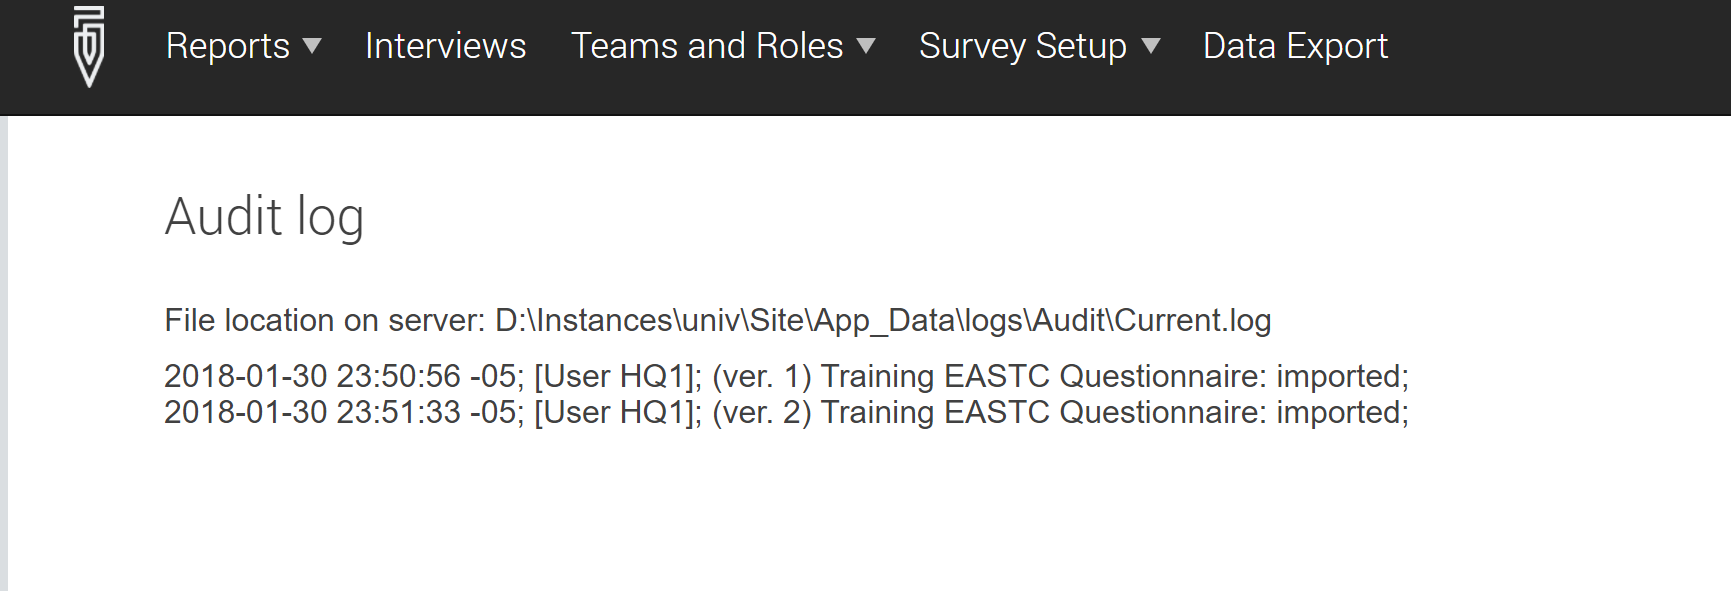 Reports ▼ Interviews Teams and Roles ▼ Survey Setup ▼ Data Export
Audit log
File location on server: D:\Instances\univ\Site\App_Data\logs\Audit\Current.log
2018-01-30 23:50:56 -05; [User HQ1]; (ver. 1) Training EASTC Questionnaire: imported;
2018-01-30 23:51:33 -05; [User HQ1]; (ver. 2) Training EASTC Questionnaire: imported;